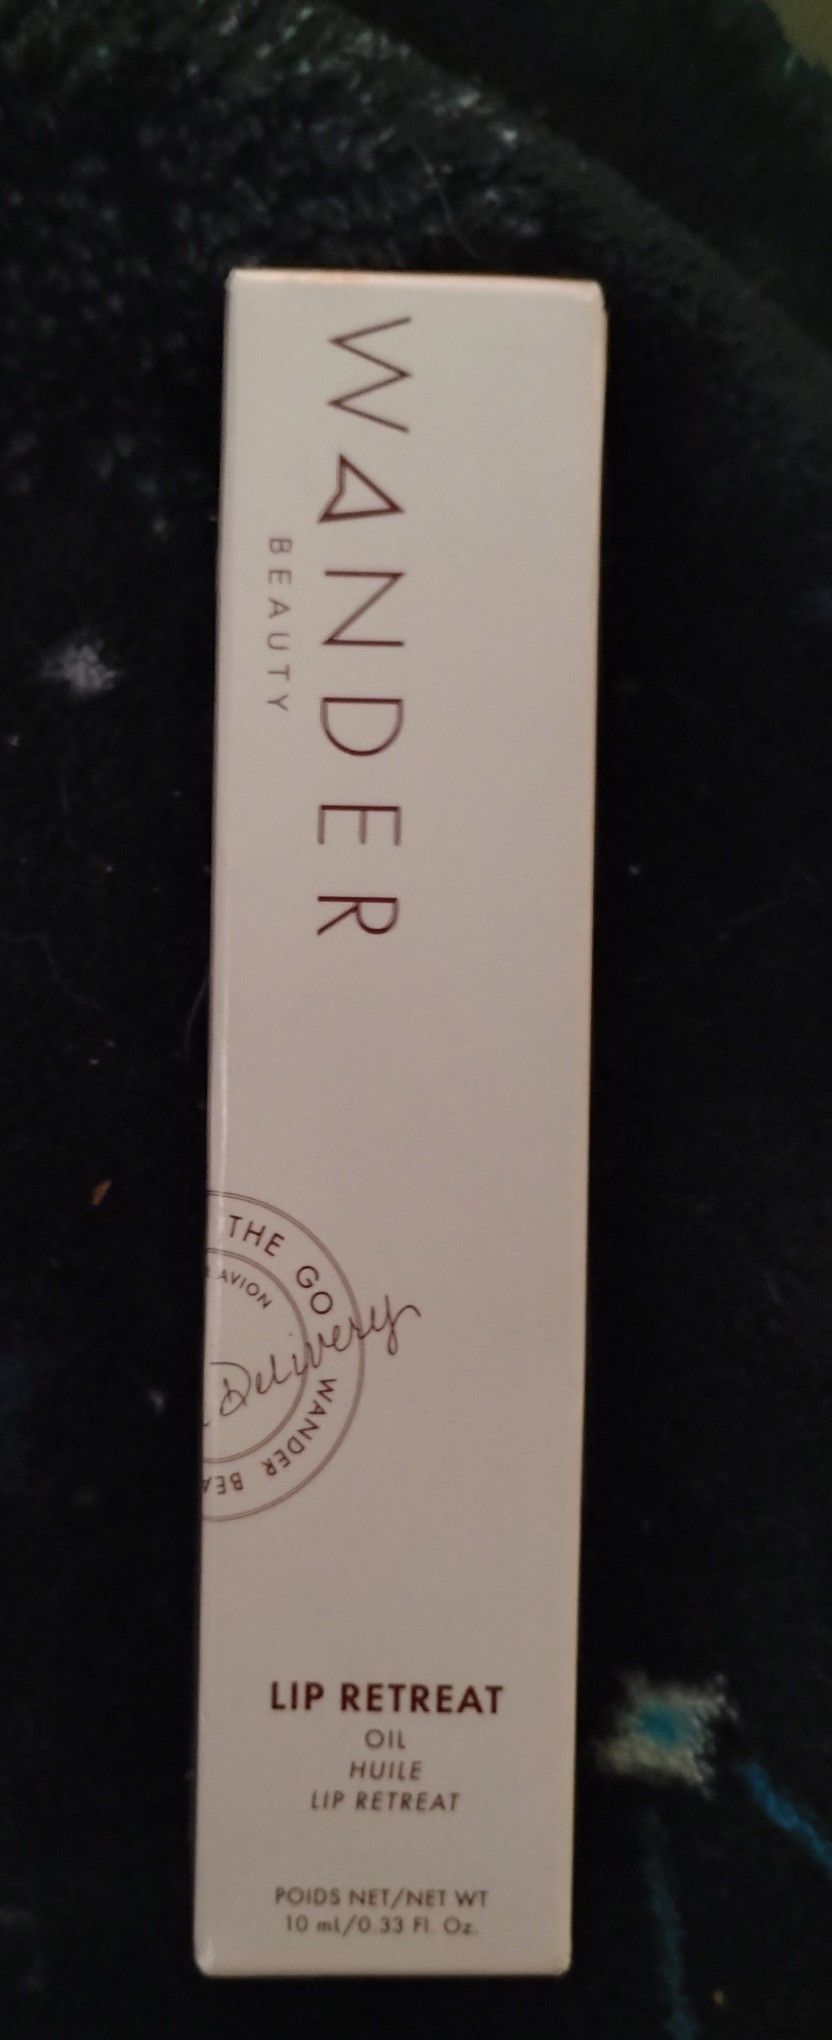 WANDER
BEAUTY
THE GO WANDER BEA
AVION
Delivery
LIP RETREAT
OIL
HUILE
LIP RETREAT
POIDS NET/NET WT
10 mL/0.33 Fl. Oz.